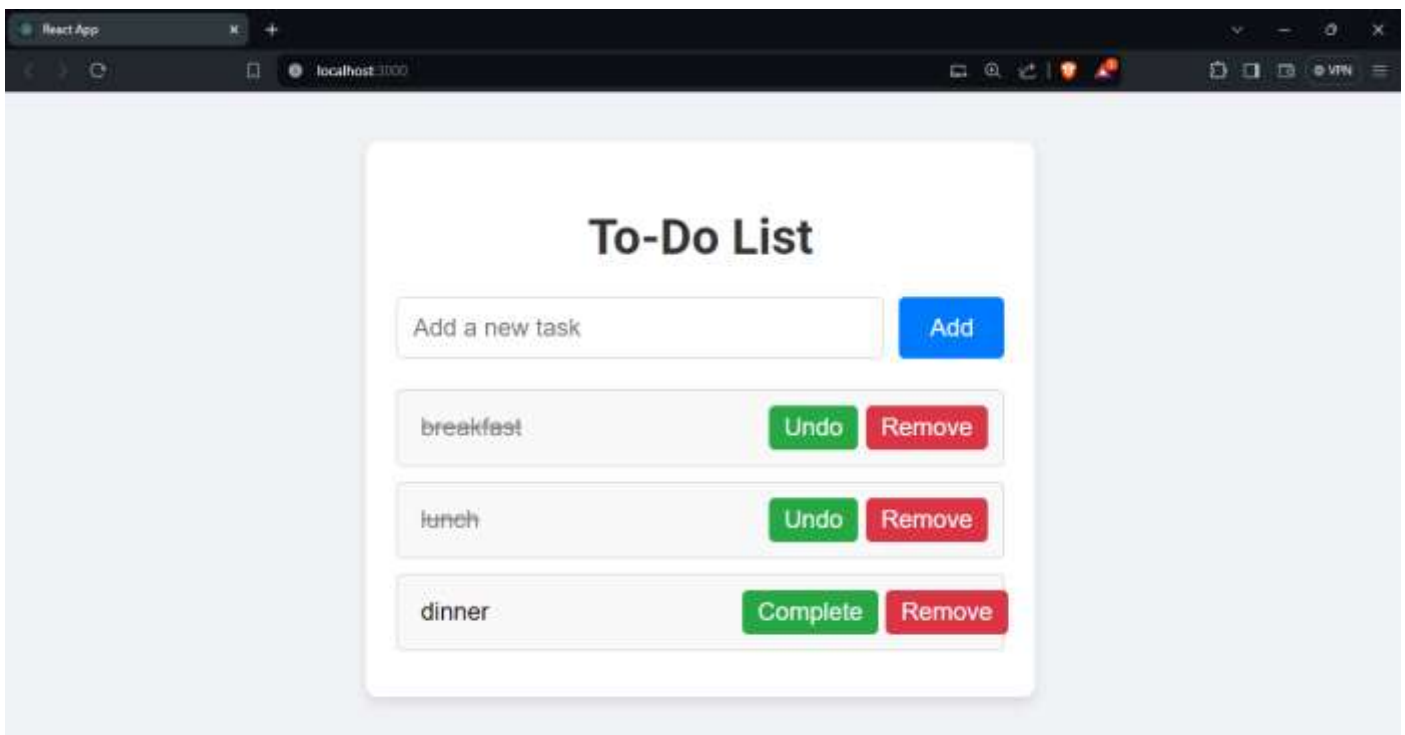 React App
localhost:3000
VPN
To-Do List
Add a new task Add
breakfast Undo Remove
lunch Undo Remove
dinner Complete Remove